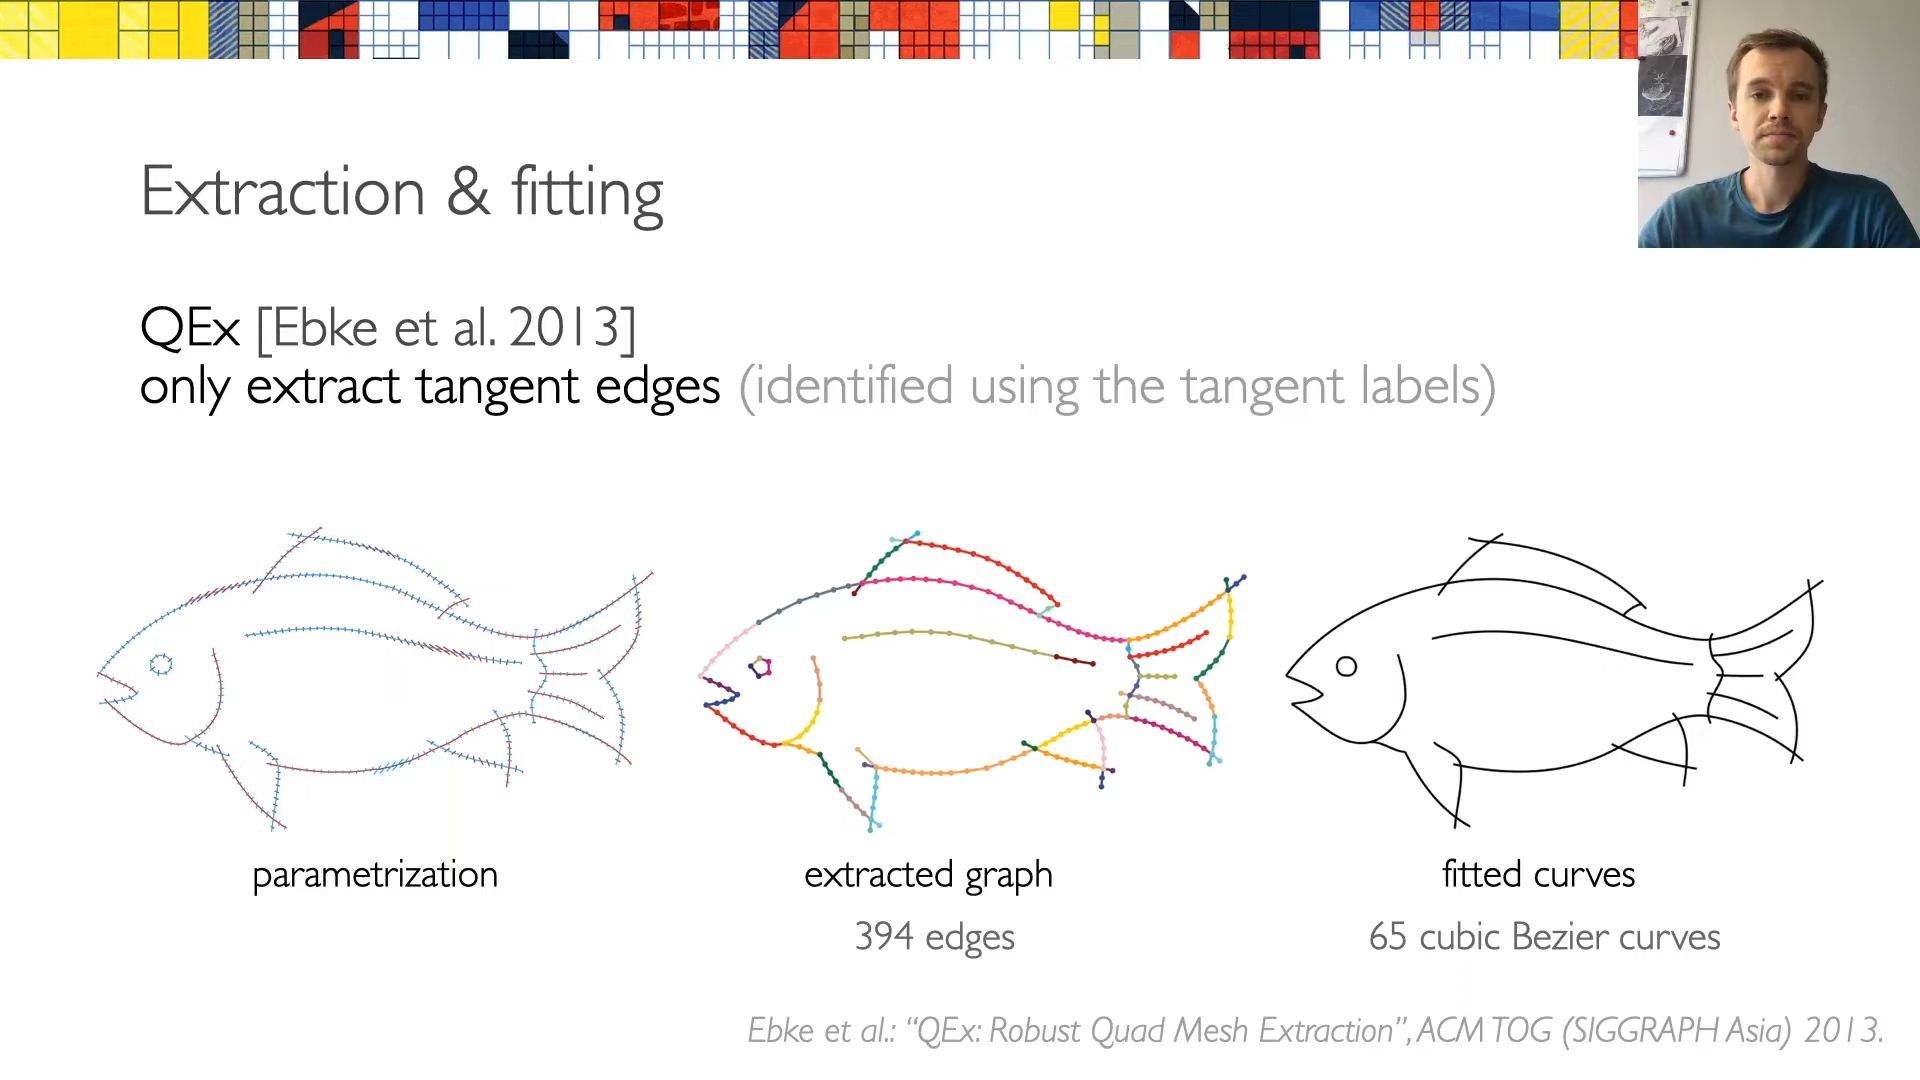 Extraction & fitting
QEx [Ebke et al. 2013]
only extract tangent edges (identified using the tangent labels)
parametrization
extracted graph
fitted curves
394 edges
65 cubic Bezier curves
Ebke et al.: “QEx: Robust Quad Mesh Extraction”, ACM TOG (SIGGRAPH Asia) 2013.